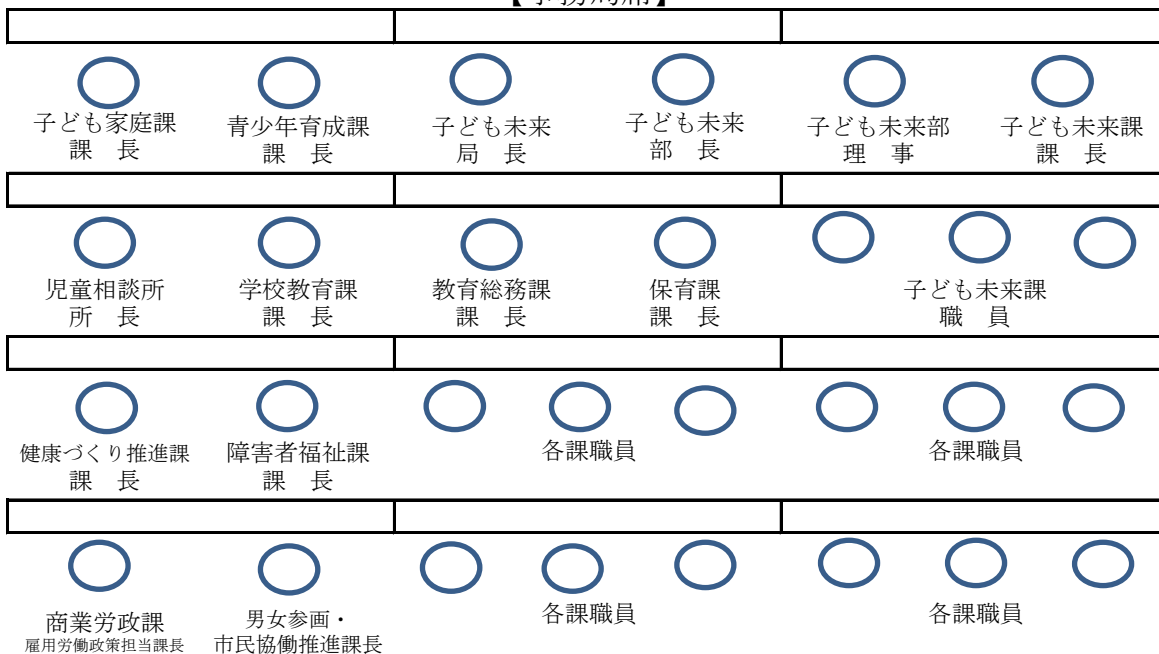 【事務局席】
子ども家庭課 青少年育成課 子ども未来 子ども未来 子ども未来部 子ども未来課
課　長 課　長 局　長 部　長 理　事 課　長
児童相談所 学校教育課 教育総務課 保育課 子ども未来課
所　長 課　長 課　長 課　長 職　員
健康づくり推進課 障害者福祉課 各課職員 各課職員
課　長 課　長
商業労政課 男女参画・ 各課職員 各課職員
雇用労働政策担当課長 市民協働推進課長